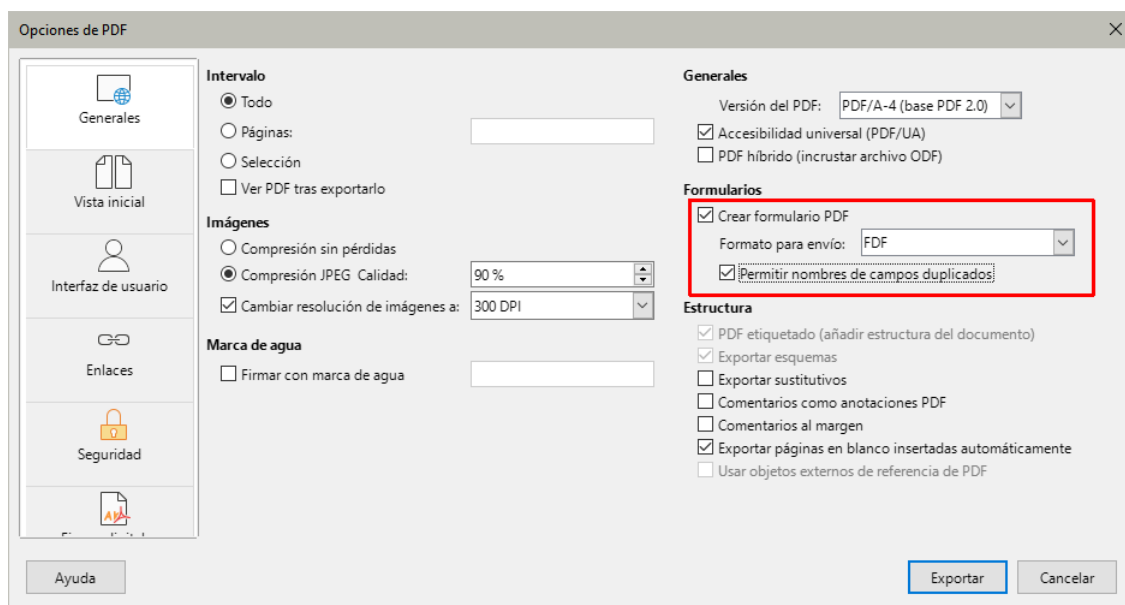 Opciones de PDF
Generales
Vista inicial
Interfaz de usuario
Enlaces
Seguridad
Intervalo
Todo
Páginas:
Selección
Ver PDF tras exportarlo
Imágenes
Compresión sin pérdidas
Compresión JPEG Calidad: 90 %
Cambiar resolución de imágenes a: 300 DPI
Marca de agua
Firmar con marca de agua
Generales
Versión del PDF: PDF/A-4 (base PDF 2.0)
Accesibilidad universal (PDF/UA)
PDF híbrido (incrustar archivo ODF)
Formularios
Crear formulario PDF
Formato para envío: FDF
Permitir nombres de campos duplicados
Estructura
PDF etiquetado (añadir estructura del documento)
Exportar esquemas
Exportar sustitutivos
Comentarios como anotaciones PDF
Comentarios al margen
Exportar páginas en blanco insertadas automáticamente
Usar objetos externos de referencia de PDF
Ayuda
Exportar
Cancelar